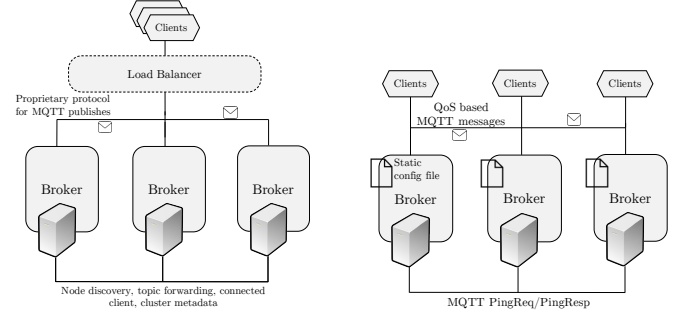 Clients
Load Balancer
Proprietary protocol
for MQTT publishes
Broker
Broker
Broker
Node discovery, topic forwarding, connected
client, cluster metadata
Clients
Clients
Clients
QoS based
MQTT messages
Static
config file
Broker
Broker
Broker
MQTT PingReq/PingResp